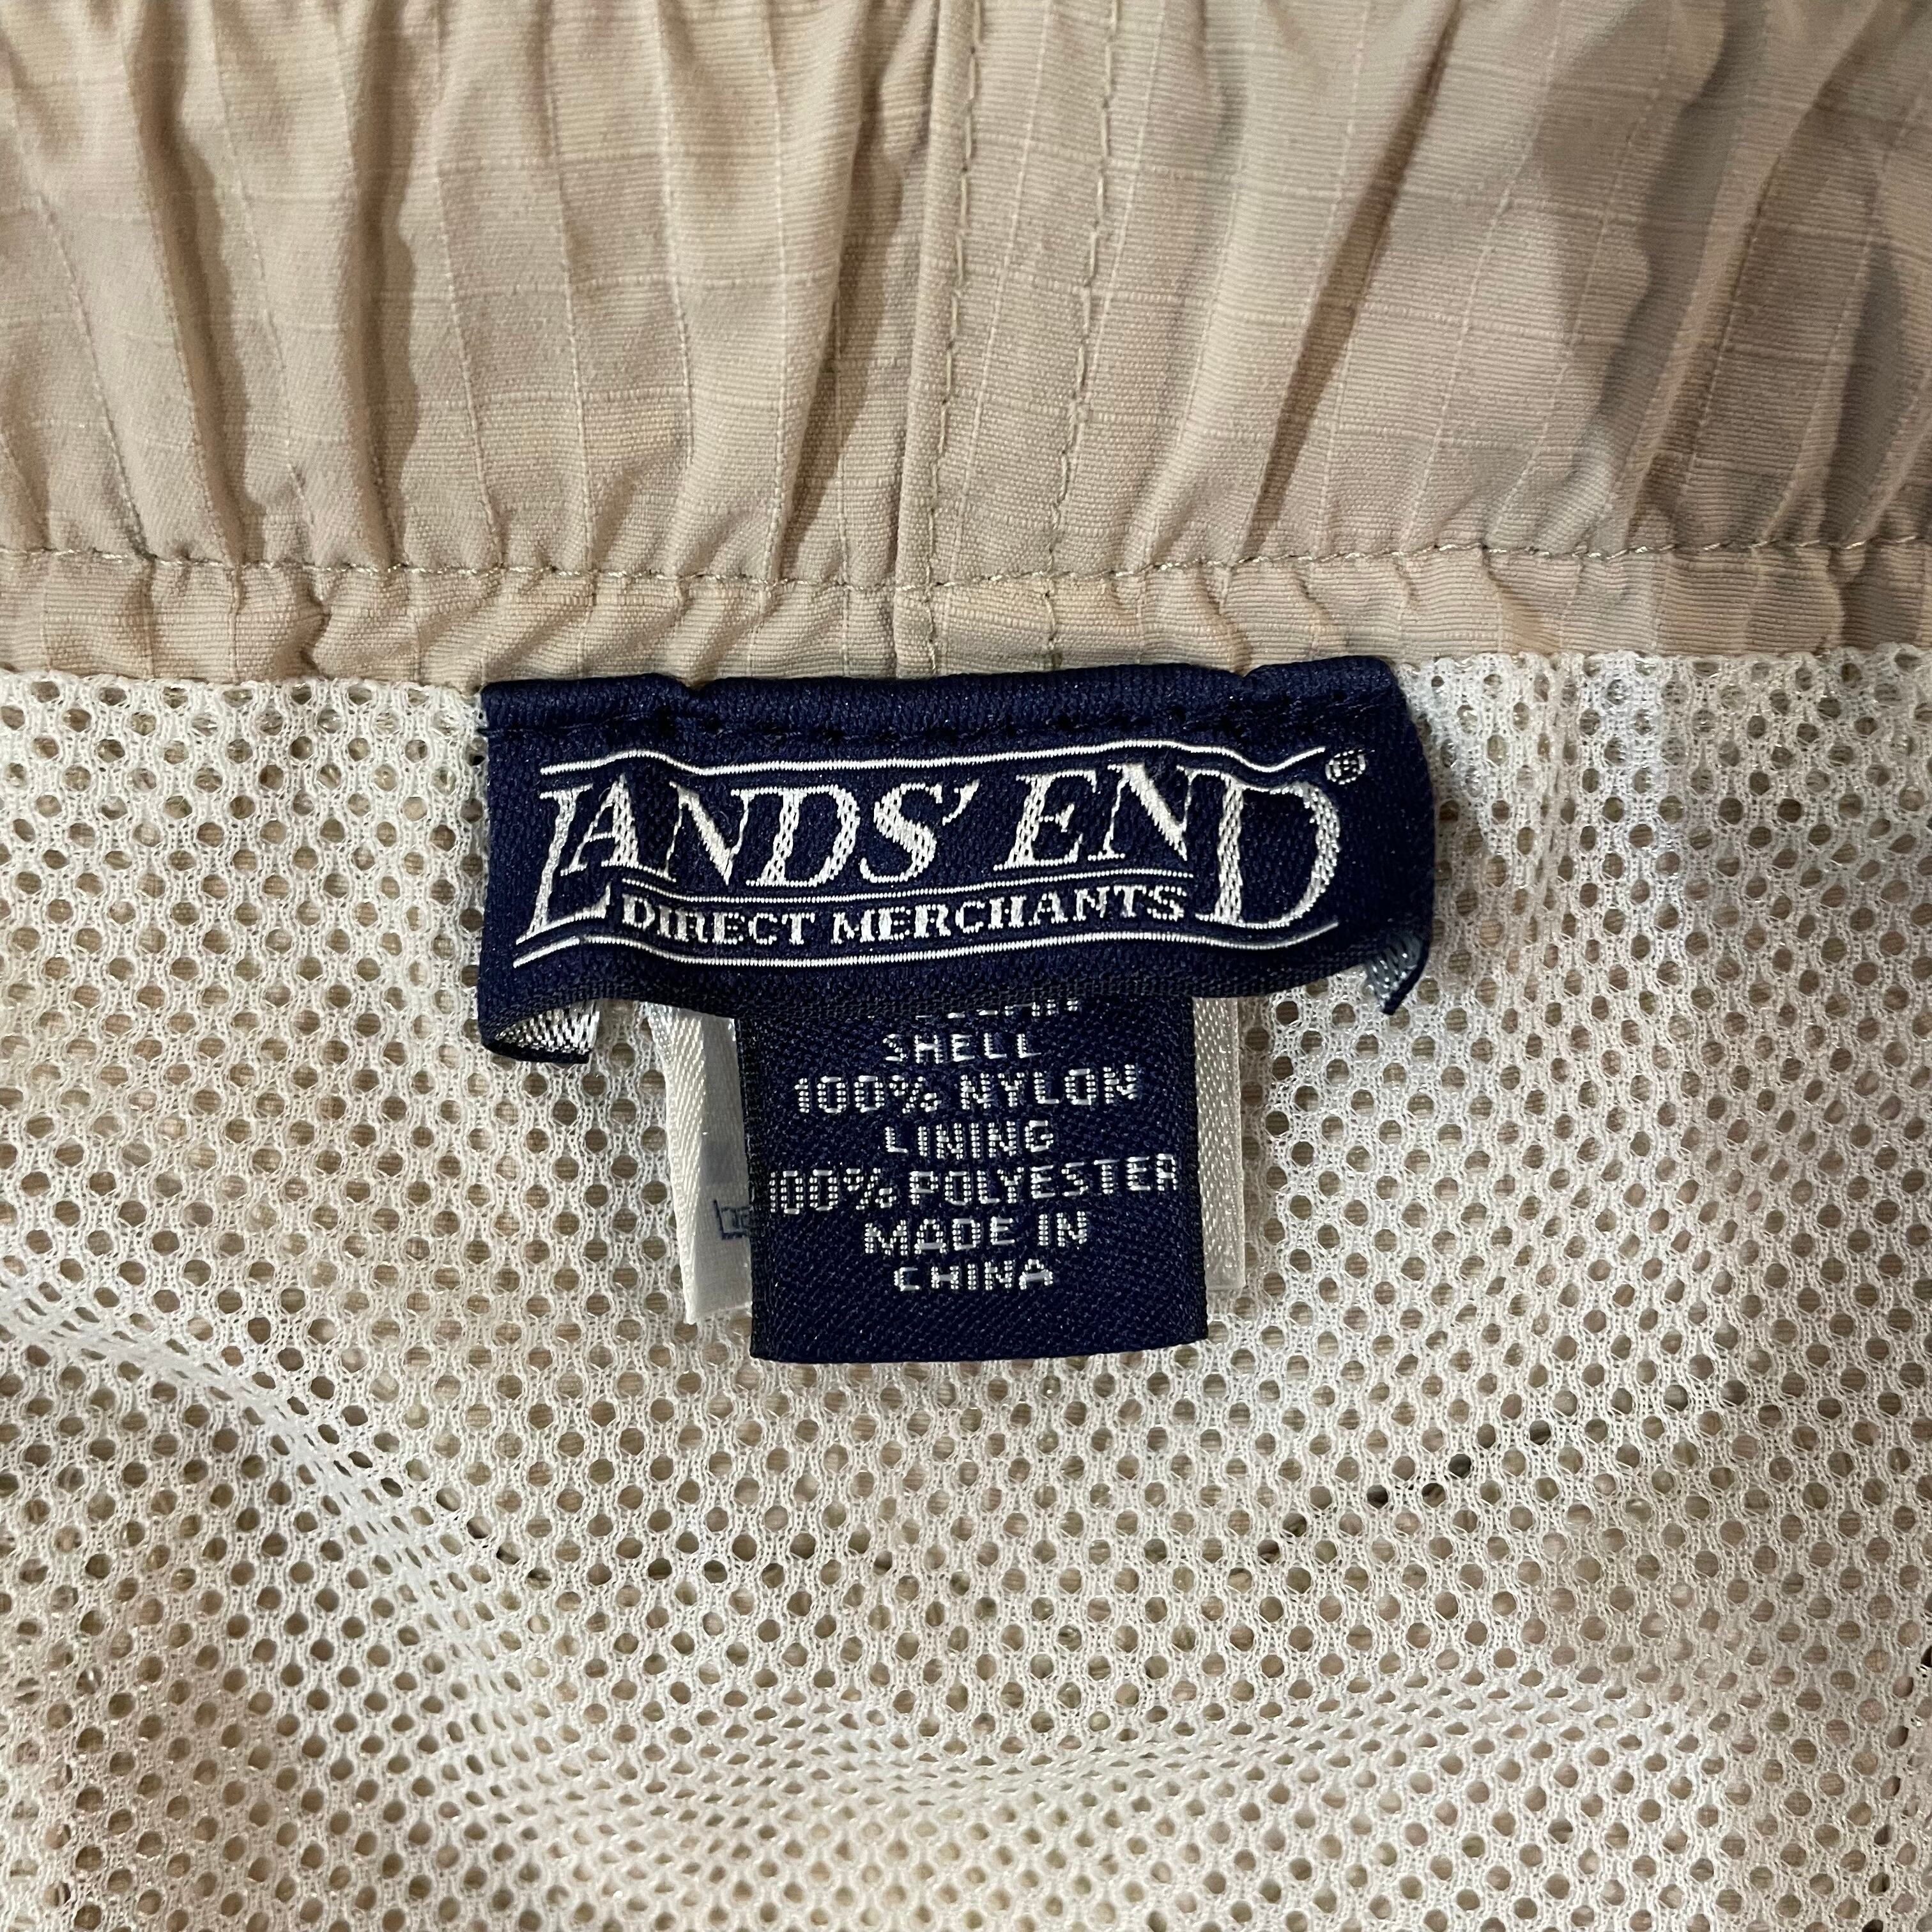 LANDS' END®
DIRECT MERCHANTS
SHELL
100% NYLON
LINING
100% POLYESTER
MADE IN
CHINA